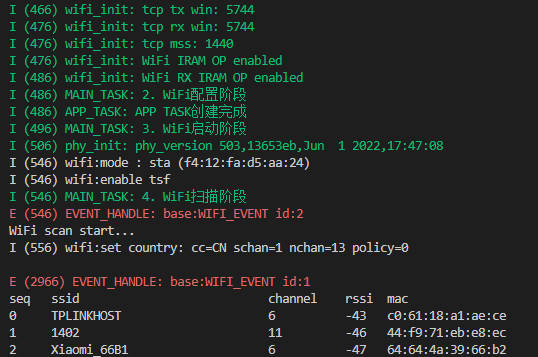 I (466) wifi_init: tcp tx win: 5744
I (476) wifi_init: tcp rx win: 5744
I (476) wifi_init: tcp mss: 1440
I (476) wifi_init: WiFi IRAM OP enabled
I (486) wifi_init: WiFi RX IRAM OP enabled
I (486) MAIN_TASK: 2. WiFi配置阶段
I (486) APP_TASK: APP TASK创建完成
I (496) MAIN_TASK: 3. WiFi启动阶段
I (506) phy_init: phy_version 503,13653eb,Jun  1 2022,17:47:08
I (546) wifi:mode : sta (f4:12:fa:d5:aa:24)
I (546) wifi:enable tsf
I (546) MAIN_TASK: 4. WiFi扫描阶段
E (546) EVENT_HANDLE: base:WIFI_EVENT id:2
WiFi scan start...
I (556) wifi:set country: cc=CN schan=1 nchan=13 policy=0
E (2966) EVENT_HANDLE: base:WIFI_EVENT id:1
seq ssid channel rssi mac
0 TPLINKHOST 6 -43 c0:61:18:a1:ae:ce
1 1402 11 -46 44:f9:71:eb:e8:ec
2 Xiaomi_66B1 6 -47 64:64:4a:39:66:b2